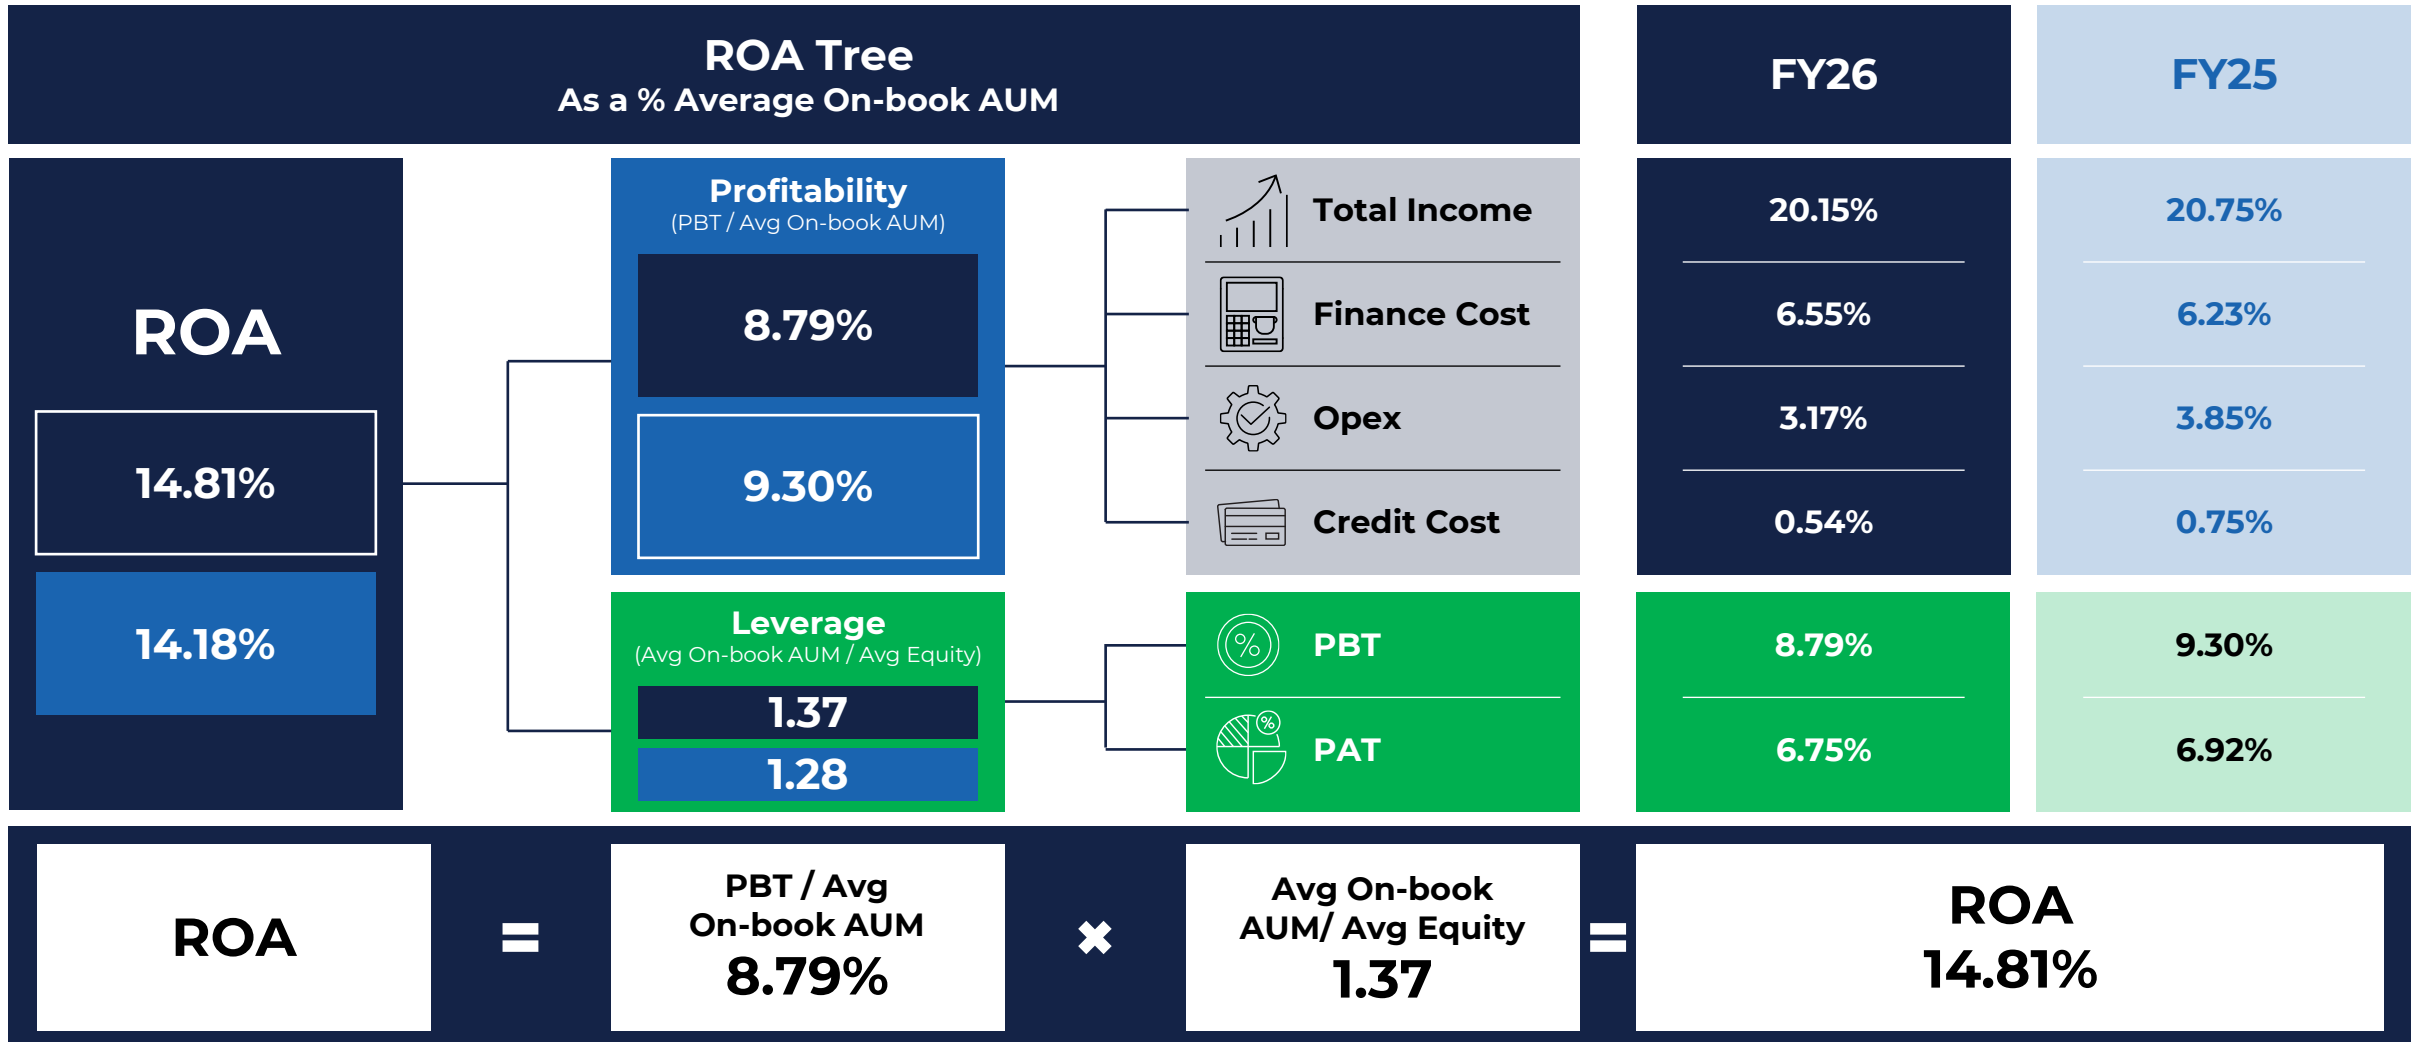 ROA Tree
As a % Average On-book AUM
FY26
FY25
ROA
14.81%
14.18%
Profitability
(PBT / Avg On-book AUM)
8.79%
9.30%
Leverage
(Avg On-book AUM / Avg Equity)
1.37
1.28
Total Income
20.15%
20.75%
Finance Cost
6.55%
6.23%
Opex
3.17%
3.85%
Credit Cost
0.54%
0.75%
%
PBT
8.79%
9.30%
%
PAT
6.75%
6.92%
ROA
=
PBT / Avg
On-book AUM
8.79%
×
Avg On-book
AUM/ Avg Equity
1.37
=
ROA
14.81%